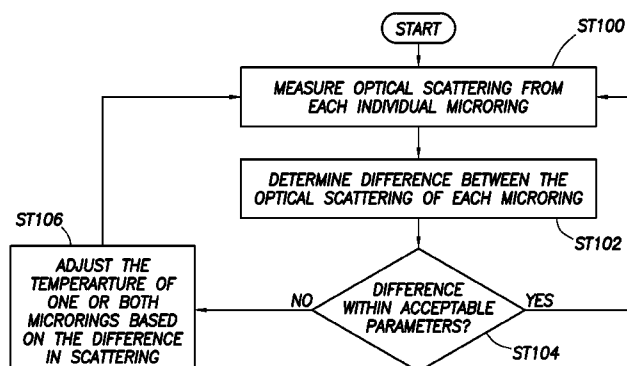 START
ST100
MEASURE OPTICAL SCATTERING FROM
EACH INDIVIDUAL MICRORING
DETERMINE DIFFERENCE BETWEEN THE
OPTICAL SCATTERING OF EACH MICRORING
ST102
ST106
ADJUST THE
TEMPERARTURE OF
ONE OR BOTH
MICRORINGS BASED
ON THE DIFFERENCE
IN SCATTERING
NO
DIFFERENCE
WITHIN ACCEPTABLE
PARAMETERS?
YES
ST104